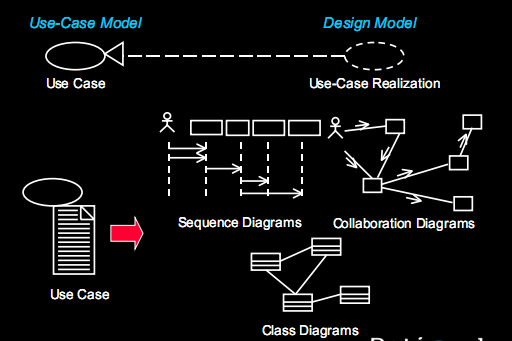 Use-Case Model
Design Model
Use Case
Use-Case Realization
Sequence Diagrams
Collaboration Diagrams
Use Case
Class Diagrams